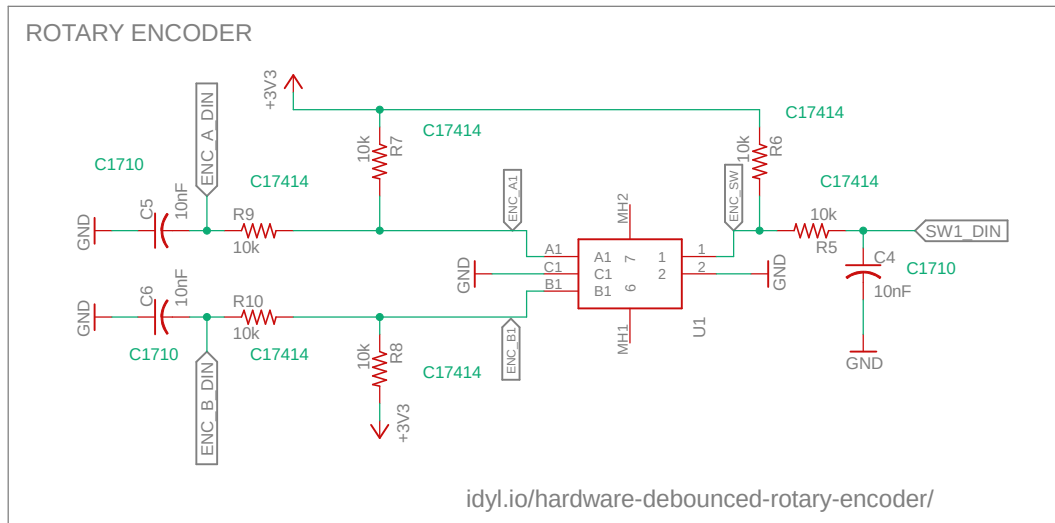 ROTARY ENCODER
+3V3
ENC_A_DIN
C1710
C17414
10k
R7
C17414
10k
R6
C17414
C17414
GND
C5
10nF
R9
10k
ENC_A1
MH2
ENC_SW
10k
R5
SW1_DIN
A1
C1
B1
A1
C1
B1
7
6
1
2
1
2
GND
GND
C4
10nF
C1710
GND
C6
10nF
R10
10k
C1710
C17414
ENC_B_DIN
10k
R8
C17414
ENC_B1
MH1
U1
GND
+3V3
idyl.io/hardware-debounced-rotary-encoder/